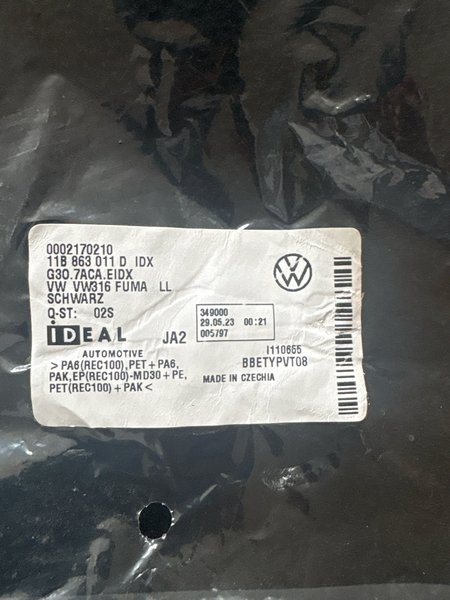 0002170210
11B 863 011 D IDX
G30.7ACA.EIDX
VW VW316 FUMA LL
SCHWARZ
Q-ST: 02S
349000
29.05.23 00:21
005797
iDEAL JA2
AUTOMOTIVE
I110665
BBETYPVT08
>PA6(REC100),PET+PA6,
PAK,EP(REC100)-MD30+PE,
PET(REC100)+PAK<
MADE IN CZECHIA